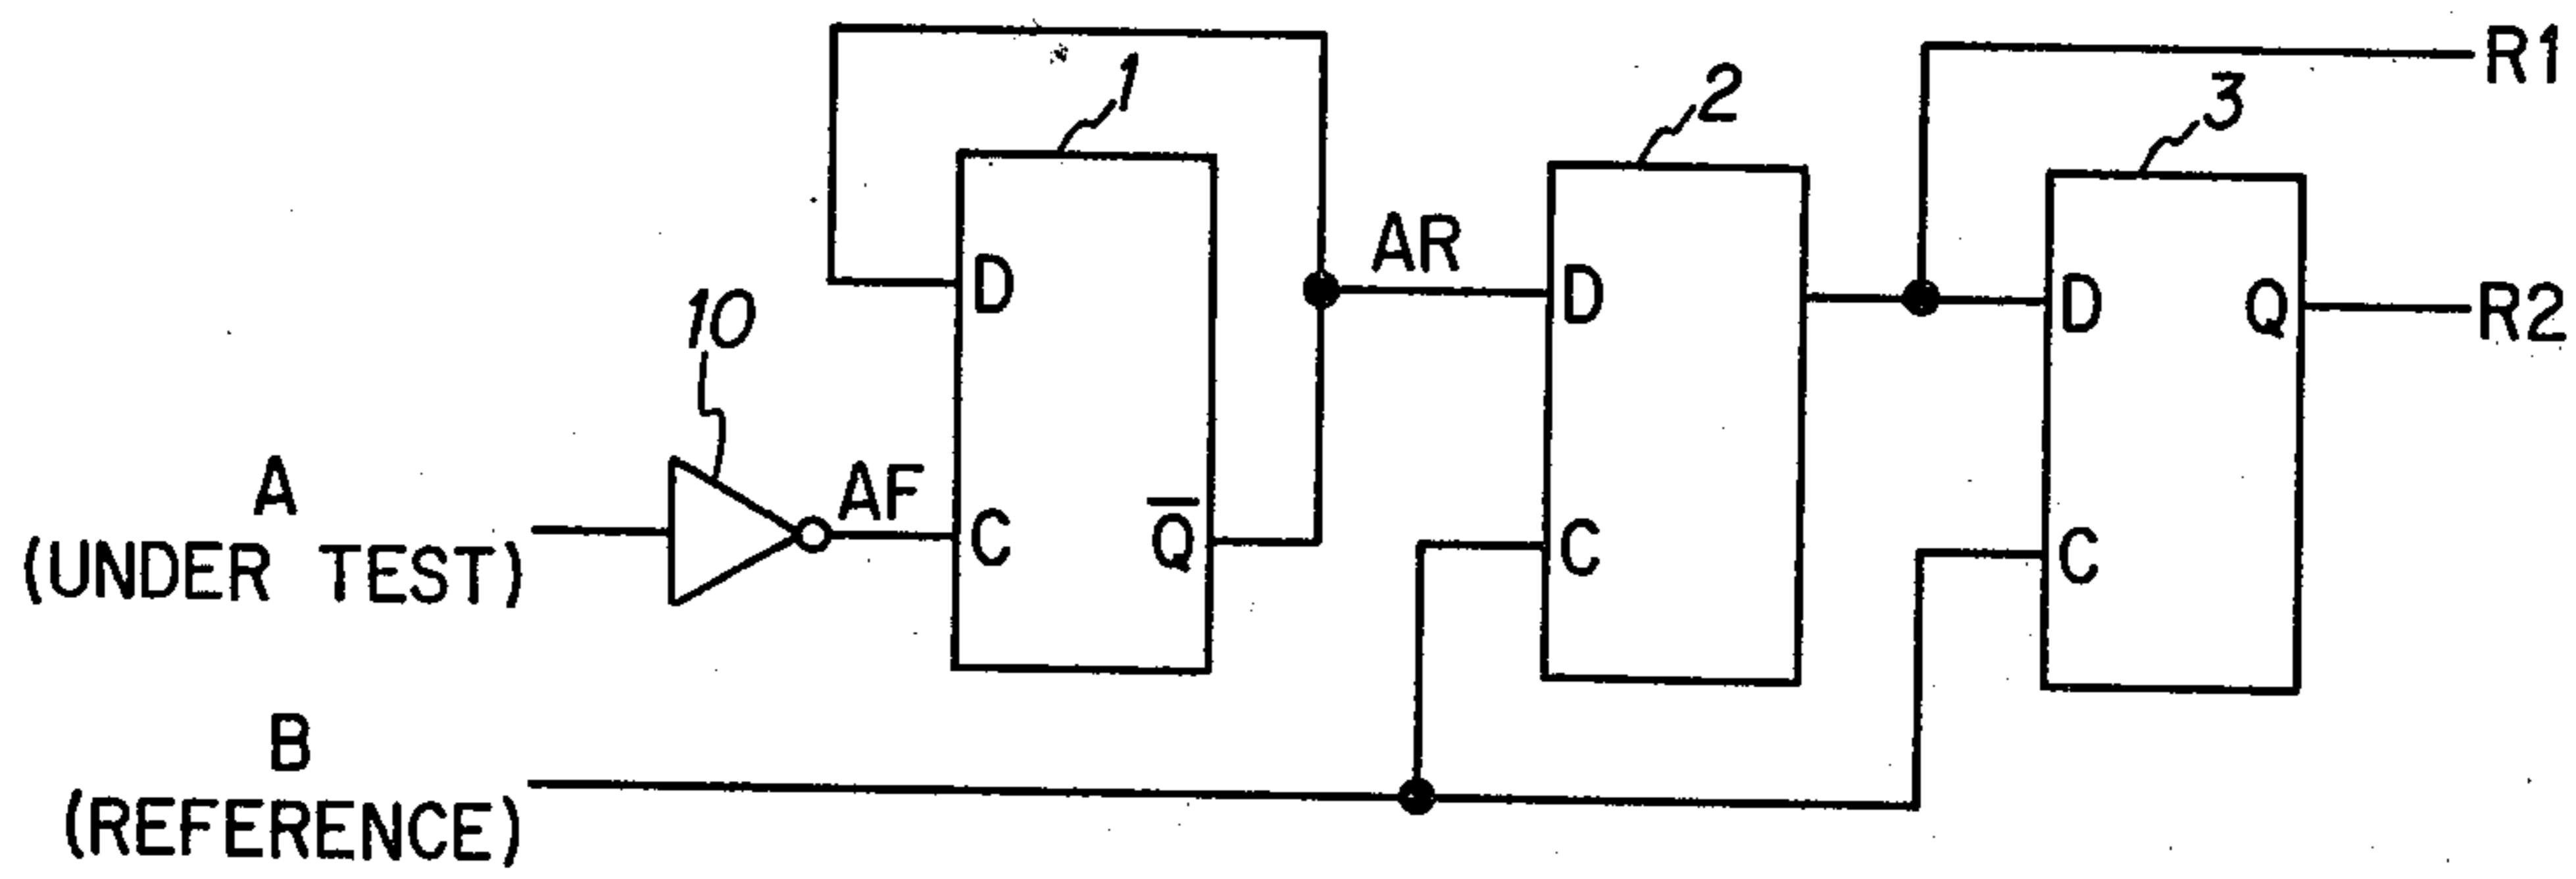 R1
1
2
3
AR
D
D
D
Q
R2
10
A
(UNDER TEST)
AF
C
Q̅
C
C
B
(REFERENCE)